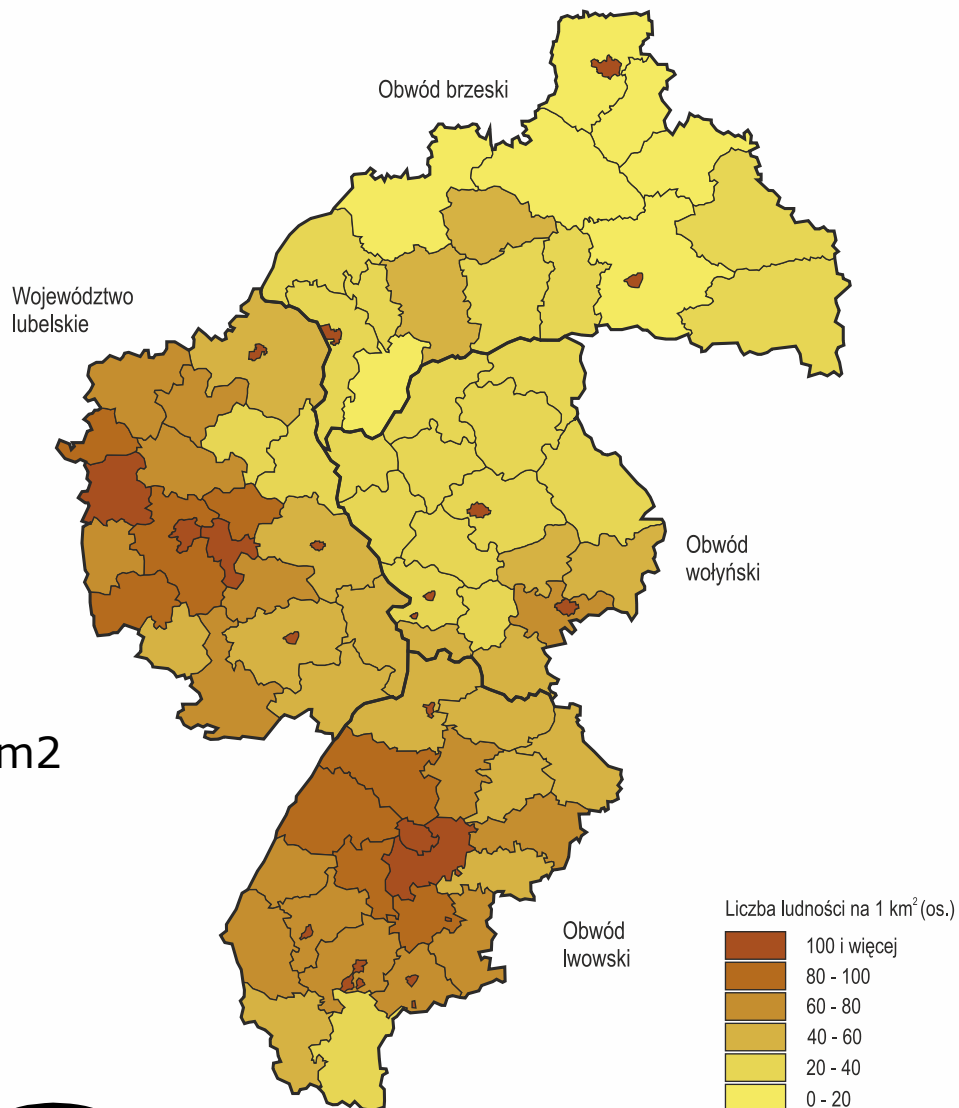 Obwód brzeski
Województwo
lubelskie
Obwód
wołyński
m2
Obwód
lwowski
Liczba ludności na 1 km² (os.)
100 i więcej
80 - 100
60 - 80
40 - 60
20 - 40
0 - 20